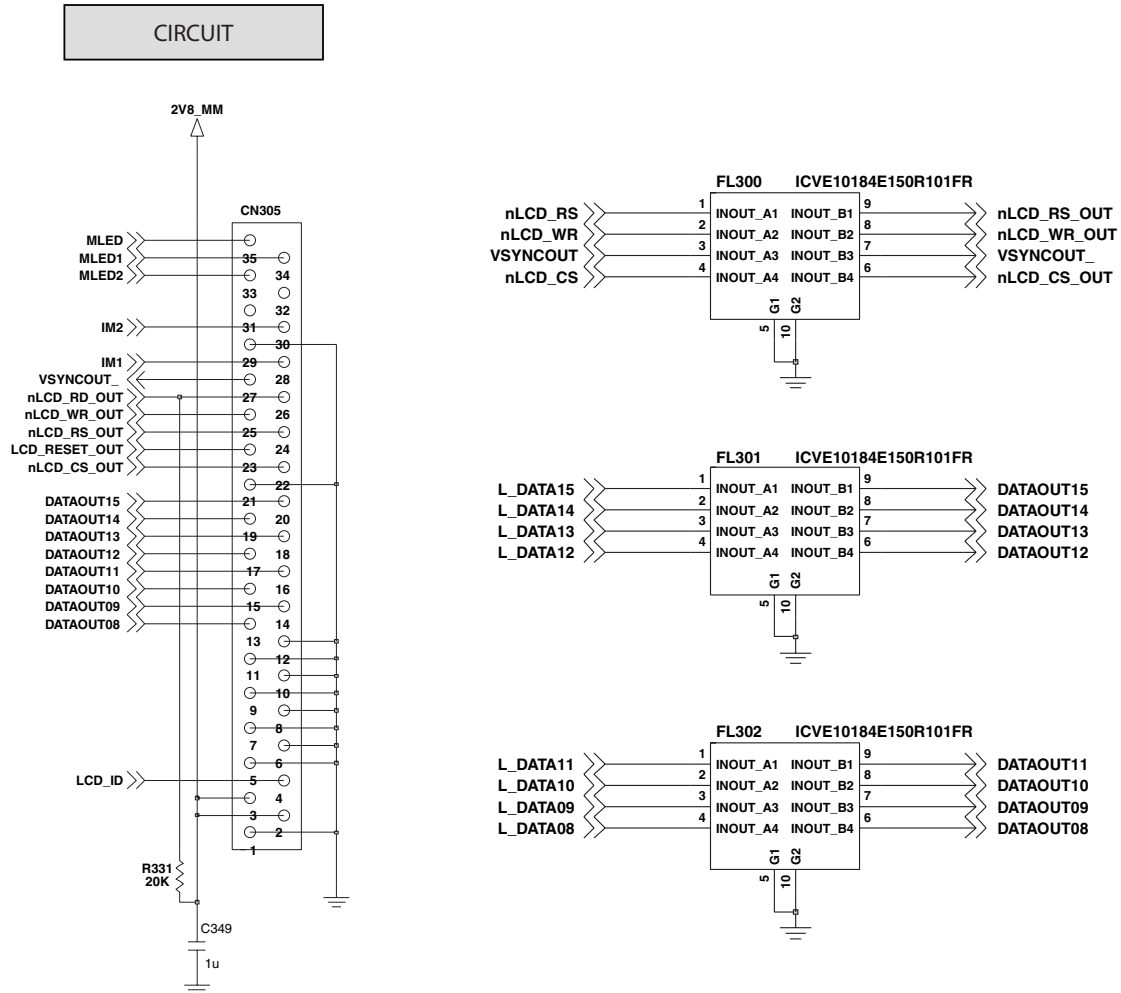 CIRCUIT
2V8_MM
CN305
MLED
MLED1
35
MLED2
34
33
32
IM2
31
30
IM1
29
VSYNCOUT_
28
nLCD_RD_OUT
27
nLCD_WR_OUT
26
nLCD_RS_OUT
25
LCD_RESET_OUT
24
nLCD_CS_OUT
23
22
DATAOUT15
21
DATAOUT14
20
DATAOUT13
19
DATAOUT12
18
DATAOUT11
17
DATAOUT10
16
DATAOUT09
15
DATAOUT08
14
13
12
11
10
9
8
7
6
LCD_ID
5
4
3
2
1
R331
20K
C349
1u
FL300 ICVE10184E150R101FR
nLCD_RS 1 INOUT_A1 INOUT_B1 9 nLCD_RS_OUT
nLCD_WR 2 INOUT_A2 INOUT_B2 8 nLCD_WR_OUT
VSYNCOUT 3 INOUT_A3 INOUT_B3 7 VSYNCOUT_
nLCD_CS 4 INOUT_A4 INOUT_B4 6 nLCD_CS_OUT
G1 G2
5 10
FL301 ICVE10184E150R101FR
L_DATA15 1 INOUT_A1 INOUT_B1 9 DATAOUT15
L_DATA14 2 INOUT_A2 INOUT_B2 8 DATAOUT14
L_DATA13 3 INOUT_A3 INOUT_B3 7 DATAOUT13
L_DATA12 4 INOUT_A4 INOUT_B4 6 DATAOUT12
G1 G2
5 10
FL302 ICVE10184E150R101FR
L_DATA11 1 INOUT_A1 INOUT_B1 9 DATAOUT11
L_DATA10 2 INOUT_A2 INOUT_B2 8 DATAOUT10
L_DATA09 3 INOUT_A3 INOUT_B3 7 DATAOUT09
L_DATA08 4 INOUT_A4 INOUT_B4 6 DATAOUT08
G1 G2
5 10